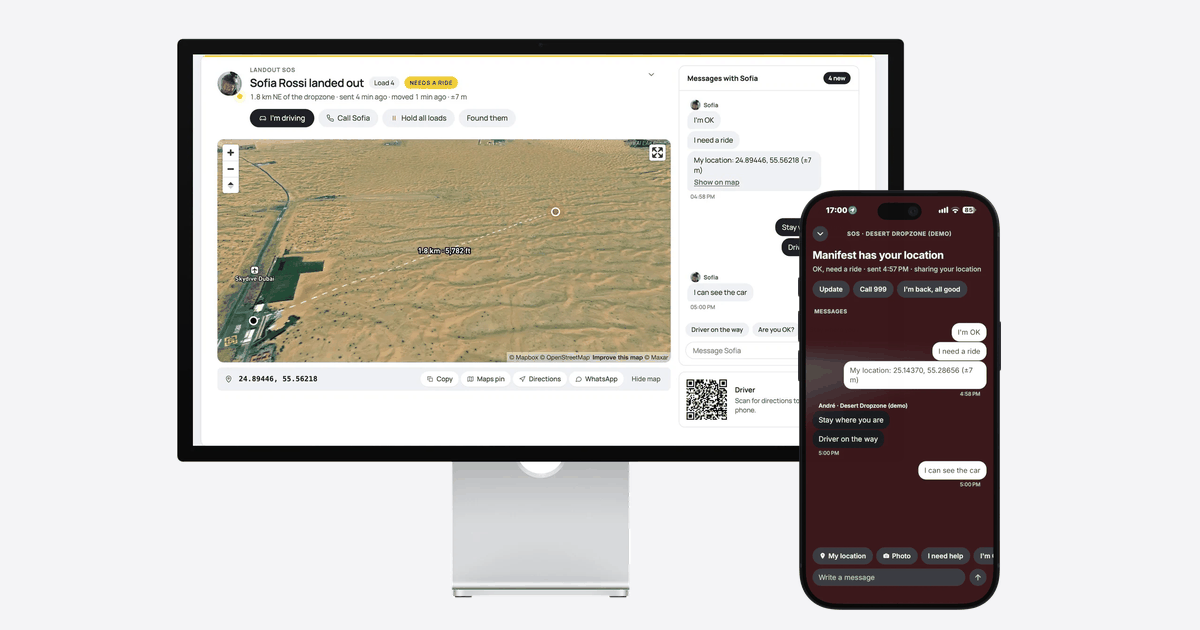 LANDOUT SOS
Sofia Rossi landed out
Load 4
NEEDS A RIDE
1.8 km NE of the dropzone · sent 4 min ago · moved 1 min ago · ±7 m
I'm driving
Call Sofia
Hold all loads
Found them
1.8 km · 5,782 ft
Skydive Dubai
© Mapbox © OpenStreetMap Improve this map © Maxar
24.89446, 55.56218
Copy
Maps pin
Directions
WhatsApp
Hide map
Messages with Sofia
4 new
Sofia
I'm OK
I need a ride
My location: 24.89446, 55.56218 (±7
m)
Show on map
04:58 PM
Stay
Sofia
I can see the car
05:00 PM
Driver on the way
Are you OK?
Message Sofia
Driver
Scan for directions to
phone.
17:00
85
SOS · DESERT DROPZONE (DEMO)
Manifest has your location
OK, need a ride · sent 4:57 PM · sharing your location
Update
Call 999
I'm back, all good
MESSAGES
I'm OK
I need a ride
My location: 25.14370, 55.28656 (±7
m)
4:58 PM
André · Desert Dropzone (demo)
Stay where you are
Driver on the way
5:00 PM
I can see the car
5:00 PM
My location
Photo
I need help
I'm
Write a message